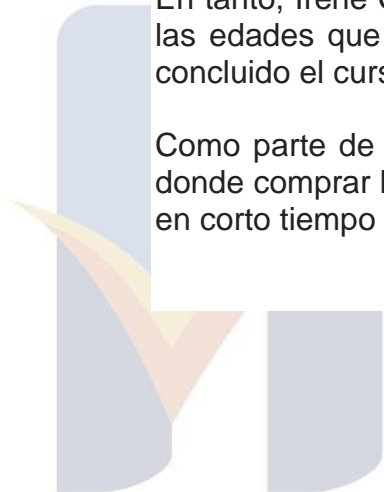 En tanto, Irene
las edades que
concluido el curs
Como parte de
donde comprar
en corto tiempo